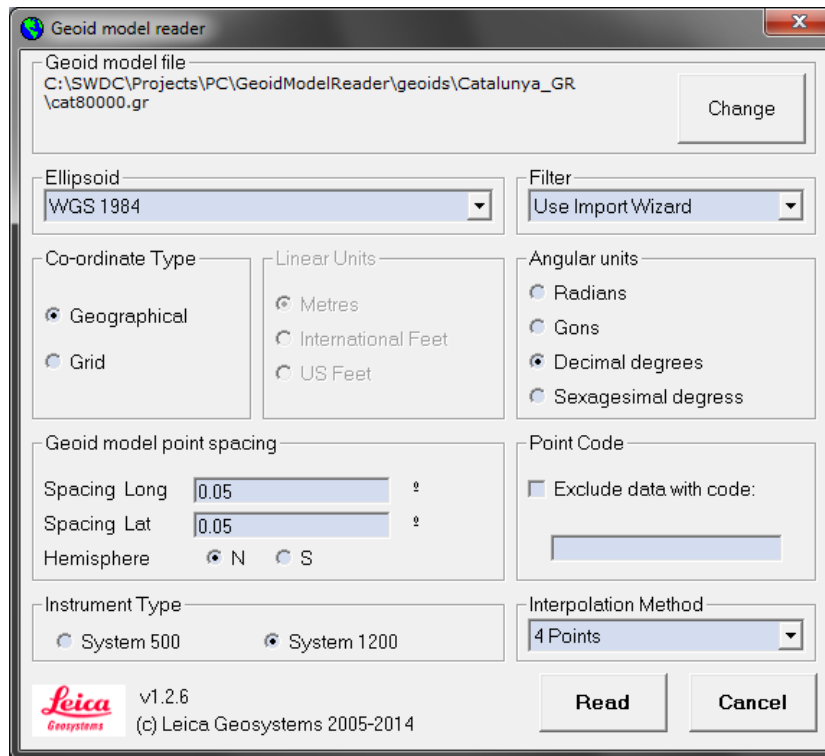 Geoid model reader
X
Geoid model file
C:\SWDC\Projects\PC\GeoidModelReader\geoids\Catalunya_GR
\cat80000.gr
Change
Ellipsoid
WGS 1984
Filter
Use Import Wizard
Co-ordinate Type
Geographical
Grid
Linear Units
Metres
International Feet
US Feet
Angular units
Radians
Gons
Decimal degrees
Sexagesimal degress
Geoid model point spacing
Spacing Long 0.05 º
Spacing Lat 0.05 º
Hemisphere N S
Point Code
Exclude data with code:
Instrument Type
System 500 System 1200
Interpolation Method
4 Points
Leica
Geosystems
v1.2.6
(c) Leica Geosystems 2005-2014
Read
Cancel